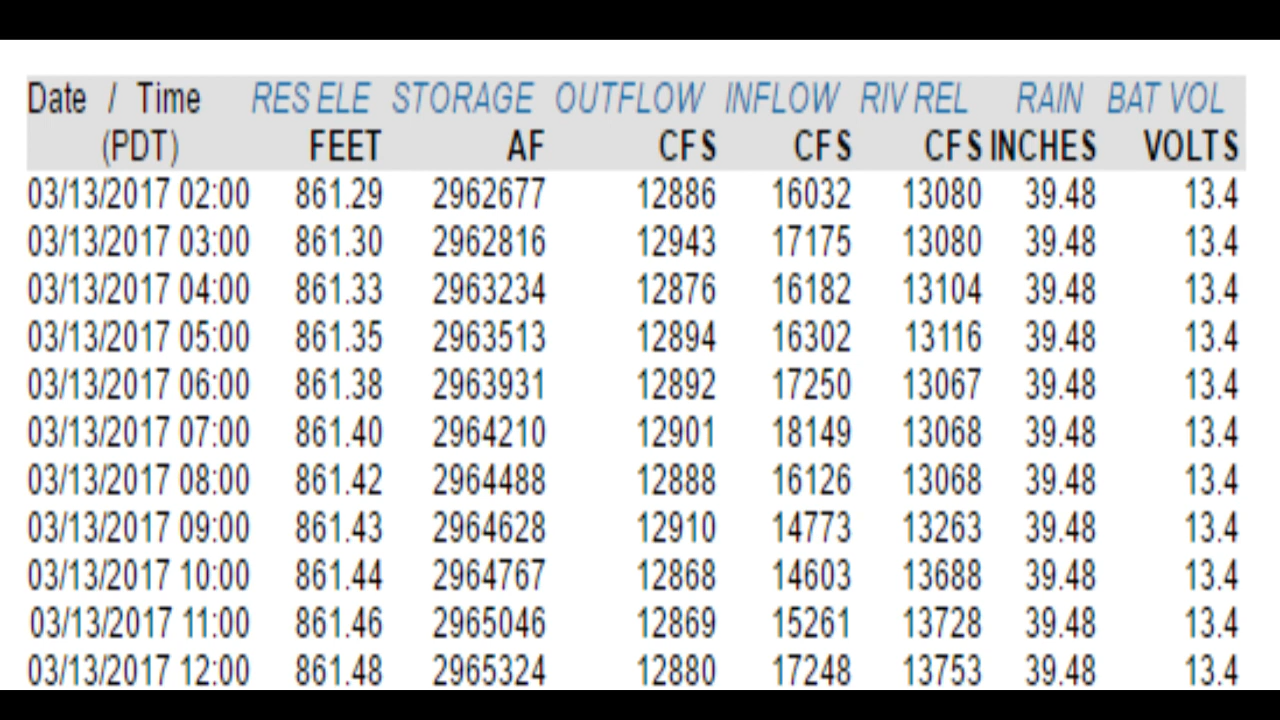 Date / Time RES ELE STORAGE OUTFLOW INFLOW RIV REL RAIN BAT VOL
(PDT) FEET AF CFS CFS CFS INCHES VOLTS
03/13/2017 02:00 861.29 2962677 12886 16032 13080 39.48 13.4
03/13/2017 03:00 861.30 2962816 12943 17175 13080 39.48 13.4
03/13/2017 04:00 861.33 2963234 12876 16182 13104 39.48 13.4
03/13/2017 05:00 861.35 2963513 12894 16302 13116 39.48 13.4
03/13/2017 06:00 861.38 2963931 12892 17250 13067 39.48 13.4
03/13/2017 07:00 861.40 2964210 12901 18149 13068 39.48 13.4
03/13/2017 08:00 861.42 2964488 12888 16126 13068 39.48 13.4
03/13/2017 09:00 861.43 2964628 12910 14773 13263 39.48 13.4
03/13/2017 10:00 861.44 2964767 12868 14603 13688 39.48 13.4
03/13/2017 11:00 861.46 2965046 12869 15261 13728 39.48 13.4
03/13/2017 12:00 861.48 2965324 12880 17248 13753 39.48 13.4